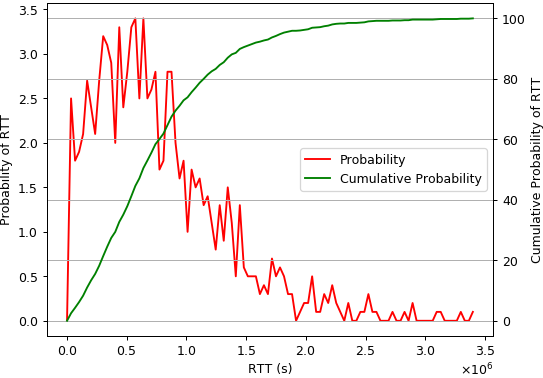 3.5
3.0
2.5
2.0
1.5
1.0
0.5
0.0
Probability of RTT
100
80
60
40
20
0
Cumulative Probability of RTT
Probability
Cumulative Probability
0.0 0.5 1.0 1.5 2.0 2.5 3.0 3.5
RTT (s)
×10⁶